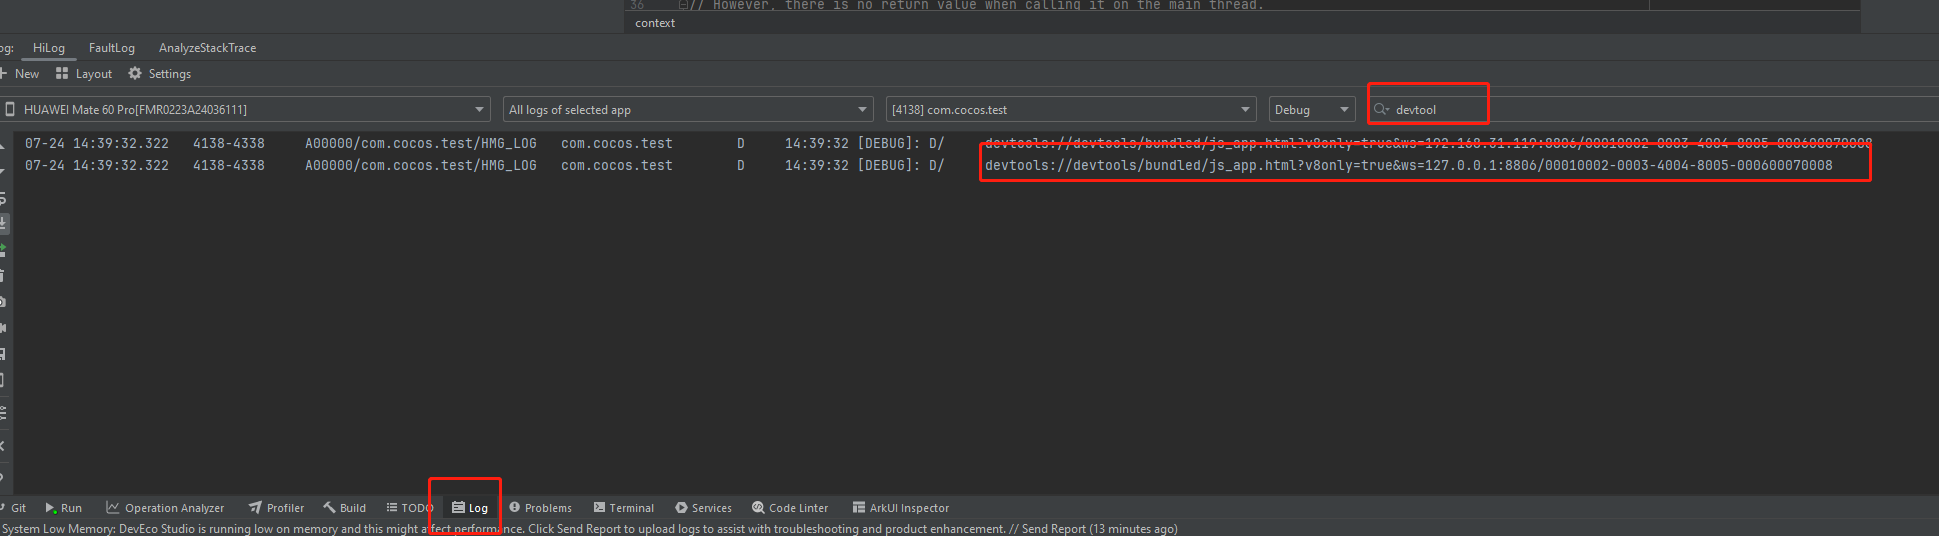 36 // However, there is no return value when calling it on the main thread.
context
og: HiLog FaultLog AnalyzeStackTrace
New Layout Settings
HUAWEI Mate 60 Pro[FMR0223A24036111] All logs of selected app [4138] com.cocos.test Debug devtool
07-24 14:39:32.322 4138-4338 A00000/com.cocos.test/HMG_LOG com.cocos.test D 14:39:32 [DEBUG]: D/ devtools://devtools/bundled/js_app.html?v8only=true&ws=192.168.31.119:8806/00010002-0003-4004-8005-000600070008
07-24 14:39:32.322 4138-4338 A00000/com.cocos.test/HMG_LOG com.cocos.test D 14:39:32 [DEBUG]: D/ devtools://devtools/bundled/js_app.html?v8only=true&ws=127.0.0.1:8806/00010002-0003-4004-8005-000600070008
Git Run Operation Analyzer Profiler Build TODO Log Problems Terminal Services Code Linter ArkUI Inspector
System Low Memory: DevEco Studio is running low on memory and this might affect performance. Click Send Report to upload logs to assist with troubleshooting and product enhancement. // Send Report (13 minutes ago)